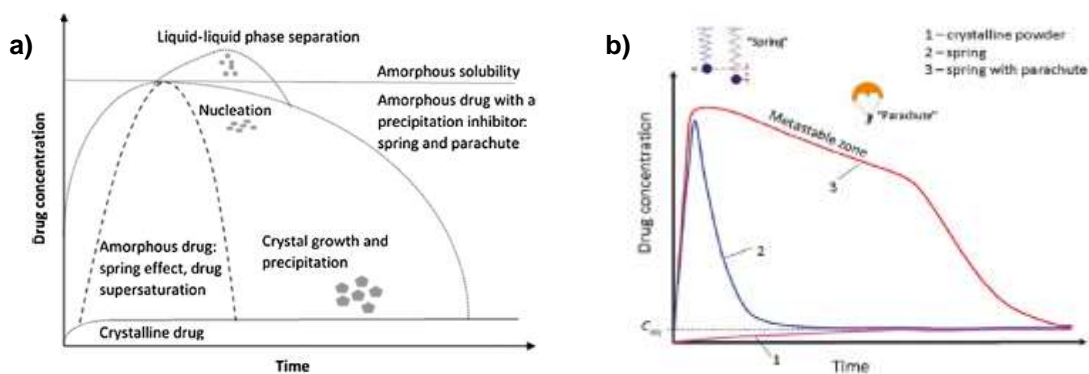 a)
Liquid-liquid phase separation
Amorphous solubility
Nucleation
Amorphous drug with a
precipitation inhibitor:
spring and parachute
Drug concentration
Amorphous drug:
spring effect, drug
supersaturation
Crystal growth and
precipitation
Crystalline drug
Time
b)
"Spring"
1 – crystalline powder
2 – spring
3 – spring with parachute
"Parachute"
Metastable zone
3
Drug concentration
2
1
Time